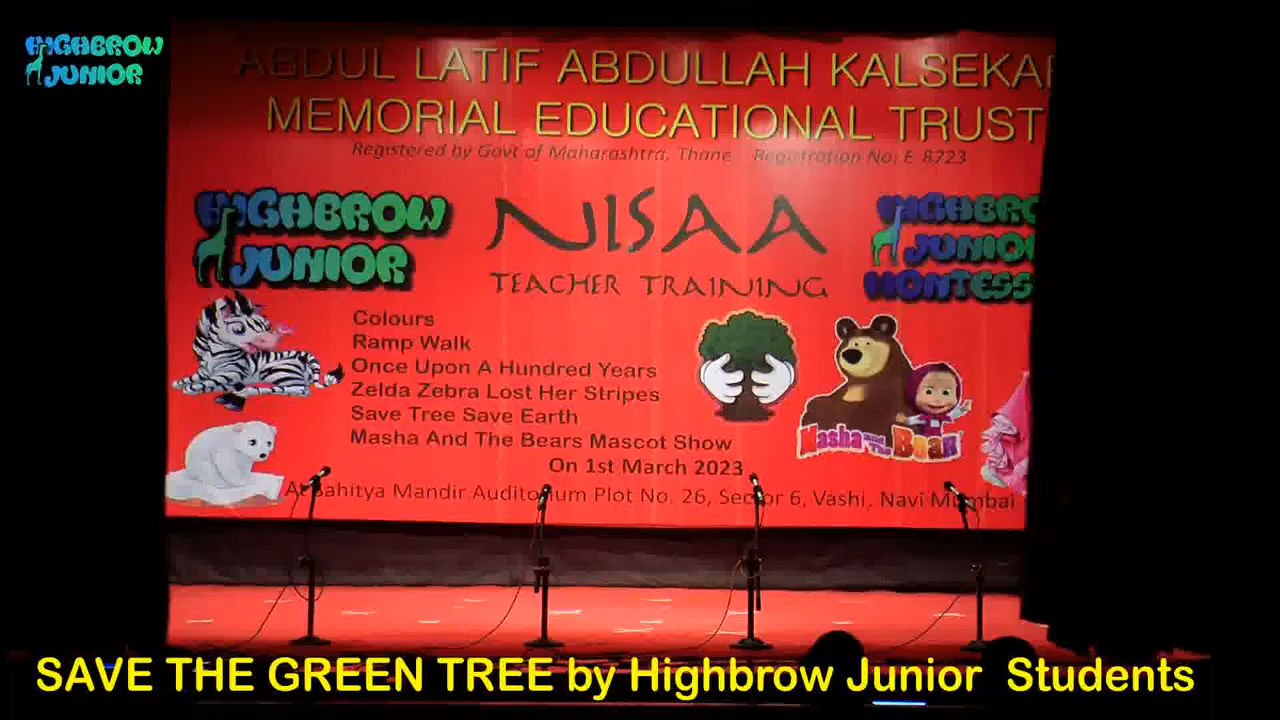 HIGHBROW
JUNIOR
ABDUL LATIF ABDULLAH KALSEKAR
MEMORIAL EDUCATIONAL TRUST
Registered by Govt of Maharashtra, Thane Registration No: E 8723
HIGHBROW
JUNIOR
NISAA
TEACHER TRAINING
HIGHBRO
JUNIOR
MONTESS
Colours
Ramp Walk
Once Upon A Hundred Years
Zelda Zebra Lost Her Stripes
Save Tree Save Earth
Masha And The Bears Mascot Show
On 1st March 2023
Masha and The Bear
At Sahitya Mandir Auditorium Plot No. 26, Sector 6, Vashi, Navi Mumbai
SAVE THE GREEN TREE by Highbrow Junior Students